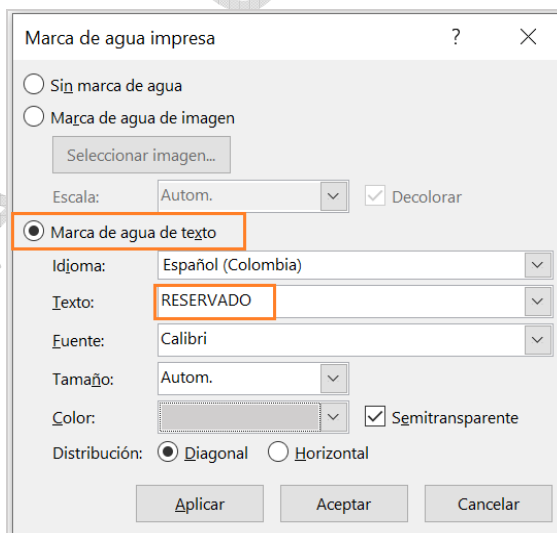 Marca de agua impresa ?
Sin marca de agua
Marca de agua de imagen
Seleccionar imagen...
Escala: Autom. Decolorar
Marca de agua de texto
Idioma: Español (Colombia)
Texto: RESERVADO
Fuente: Calibri
Tamaño: Autom.
Color: Semitransparente
Distribución: Diagonal Horizontal
Aplicar Aceptar Cancelar